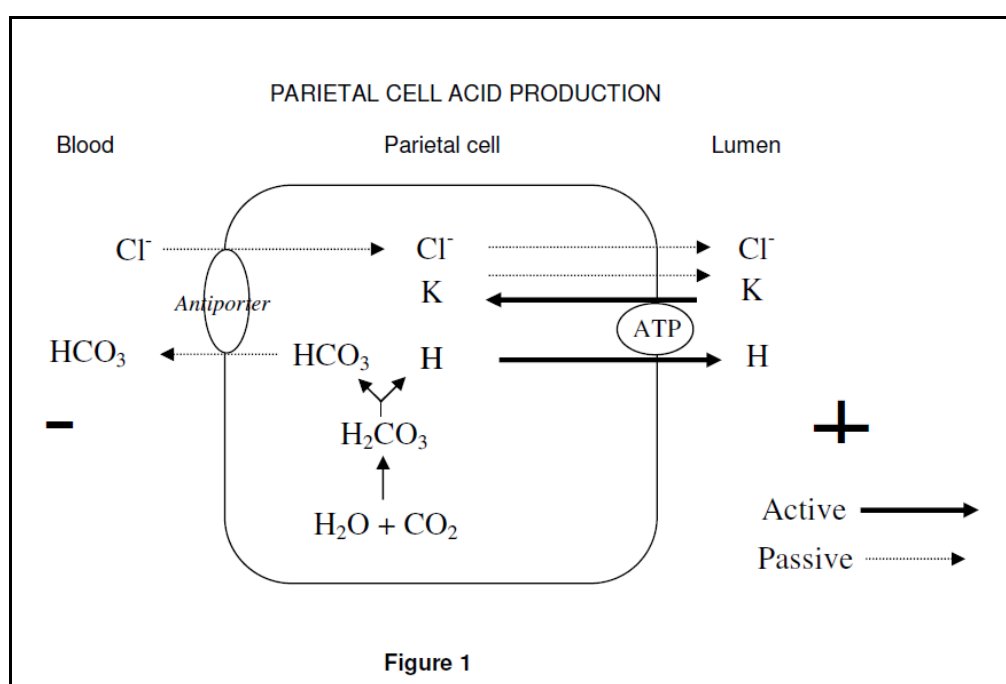 PARIETAL CELL ACID PRODUCTION
Blood Parietal cell Lumen
Cl⁻ Cl⁻ Cl⁻
K K
Antiporter ATP
HCO₃ HCO₃ H H
- +
H₂CO₃
H₂O + CO₂
Active
Passive
Figure 1